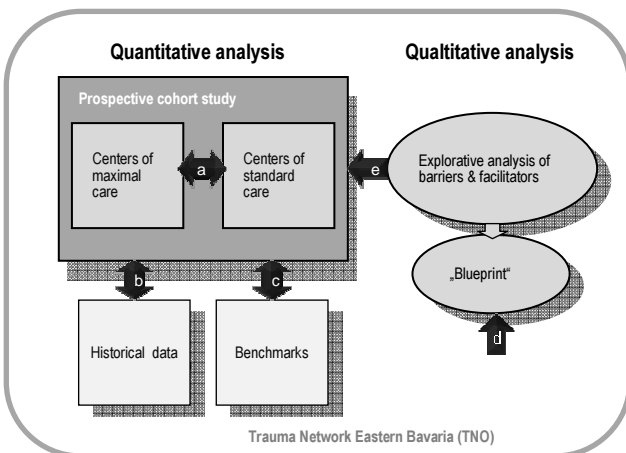 Quantitative analysis
Qualtitative analysis
Prospective cohort study
Centers of
maximal
care
a
Centers of
standard
care
e
Explorative analysis of
barriers & facilitators
b
c
„Blueprint“
Historical data
Benchmarks
d
Trauma Network Eastern Bavaria (TNO)